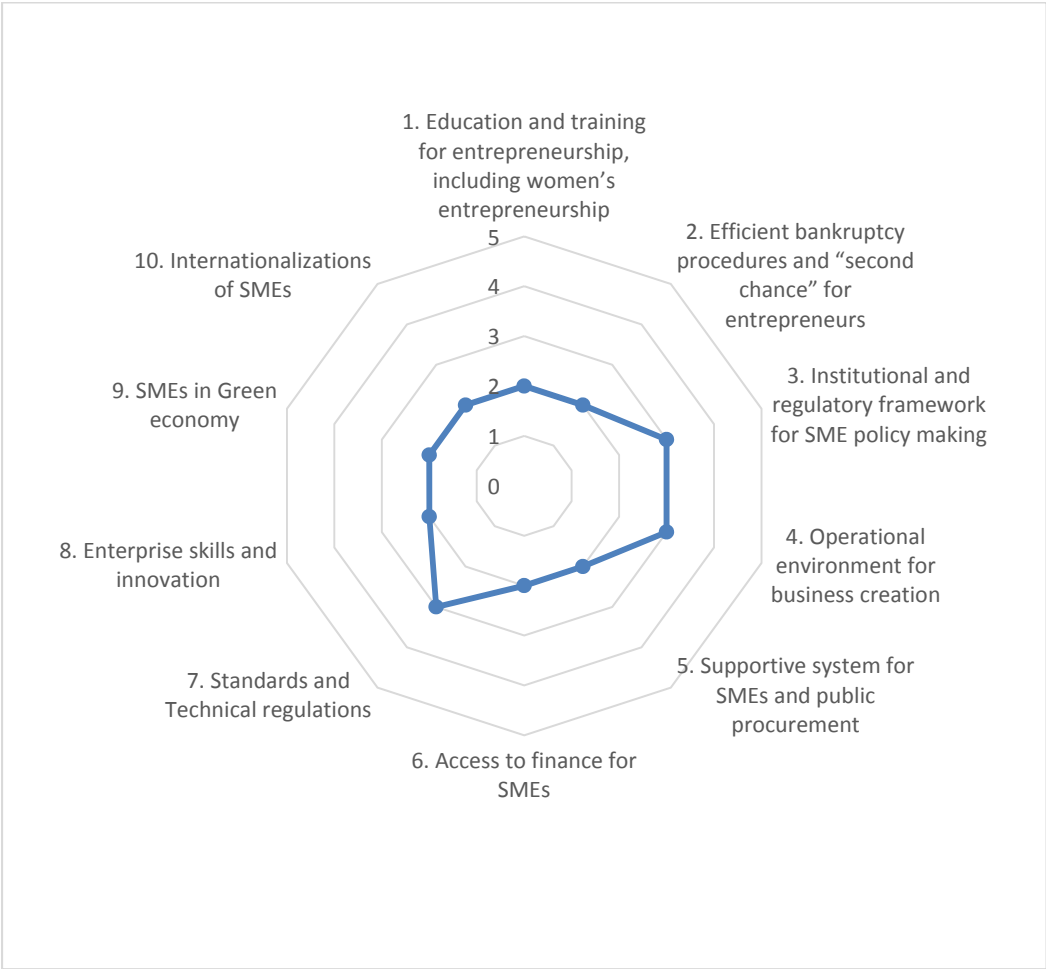 1. Education and training
for entrepreneurship,
including women’s
entrepreneurship
2. Efficient bankruptcy
procedures and “second
chance” for
entrepreneurs
3. Institutional and
regulatory framework
for SME policy making
4. Operational
environment for
business creation
5. Supportive system for
SMEs and public
procurement
6. Access to finance for
SMEs
7. Standards and
Technical regulations
8. Enterprise skills and
innovation
9. SMEs in Green
economy
10. Internationalizations
of SMEs
5
4
3
2
1
0